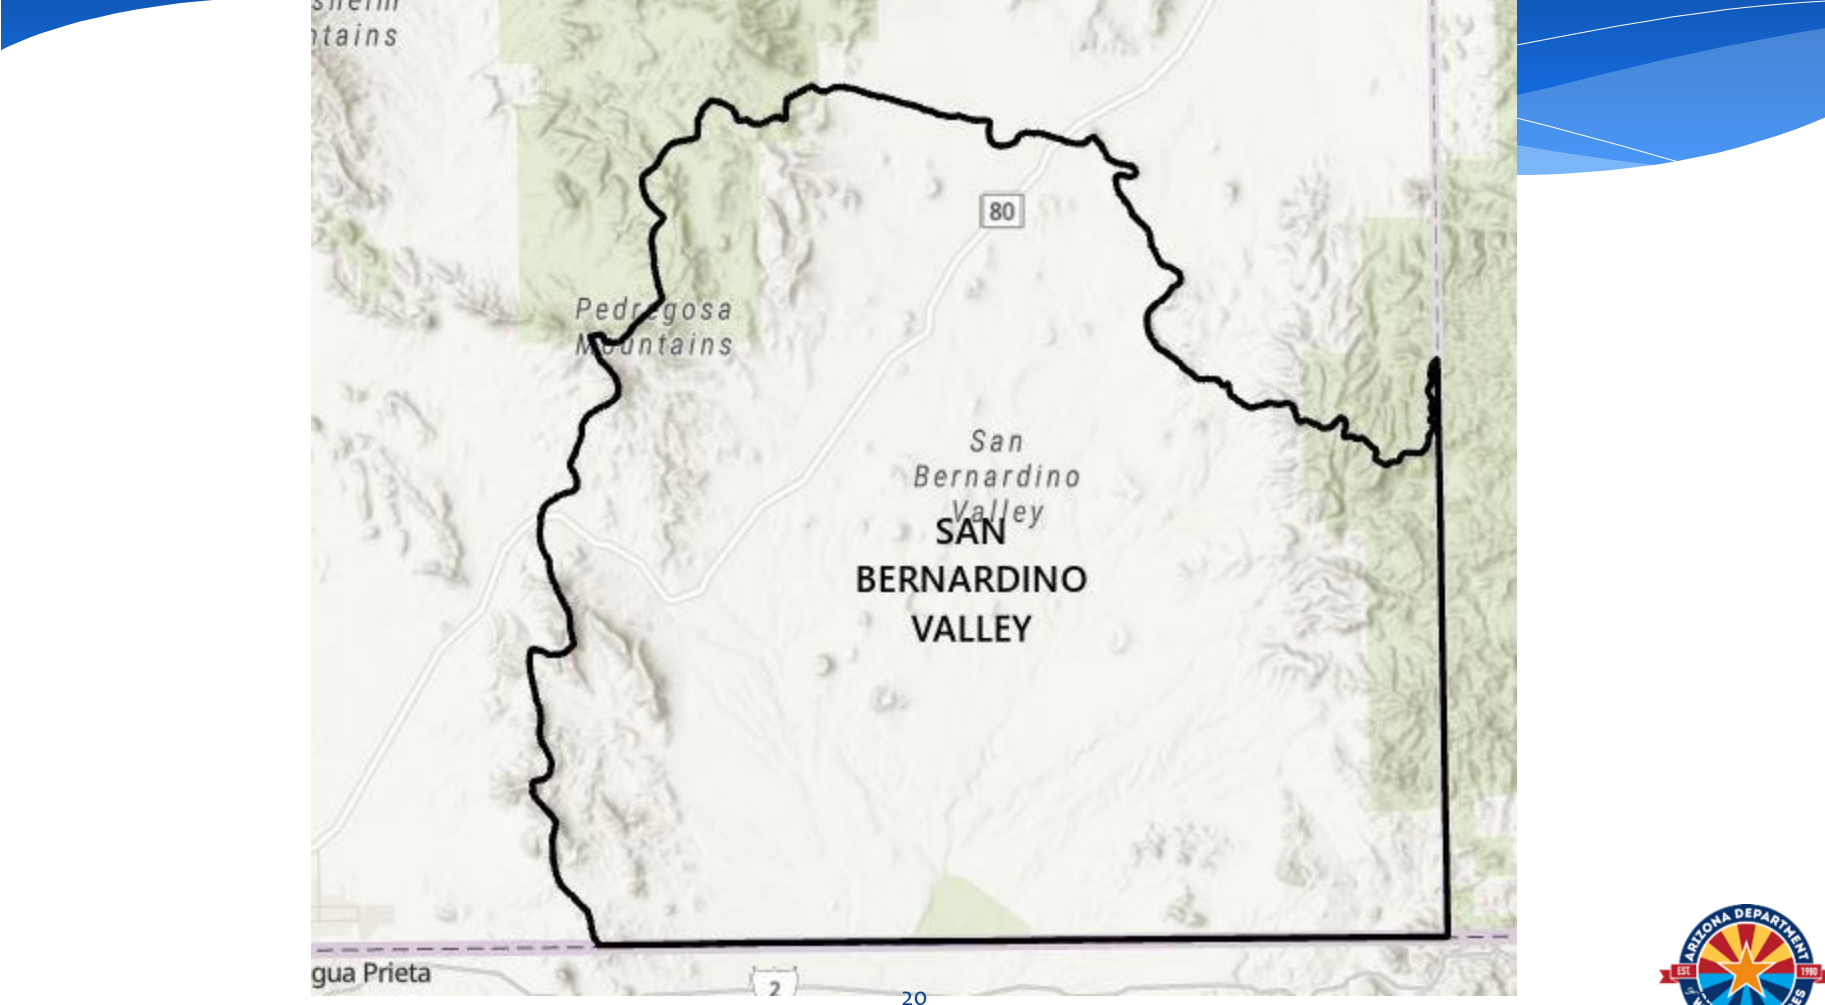 ntains
80
Pedregosa
Mountains
San
Bernardino
Valley
SAN
BERNARDINO
VALLEY
gua Prieta
2
20
ARIZONA DEPARTMENT
EST.
1980